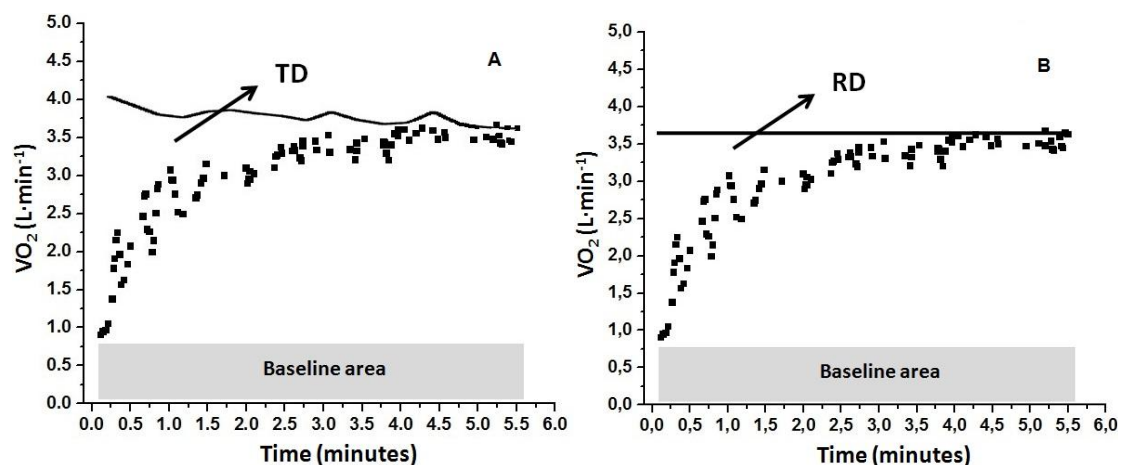 A
TD
VO₂ (L·min⁻¹)
5.0
4.5
4.0
3.5
3.0
2.5
2.0
1.5
1.0
0.5
0.0
Baseline area
0.0 0.5 1.0 1.5 2.0 2.5 3.0 3.5 4.0 4.5 5.0 5.5 6.0
Time (minutes)
B
RD
VO₂ (L·min⁻¹)
5,0
4,5
4,0
3,5
3,0
2,5
2,0
1,5
1,0
0,5
0,0
Baseline area
0,0 0,5 1,0 1,5 2,0 2,5 3,0 3,5 4,0 4,5 5,0 5,5 6,0
Time (minutes)